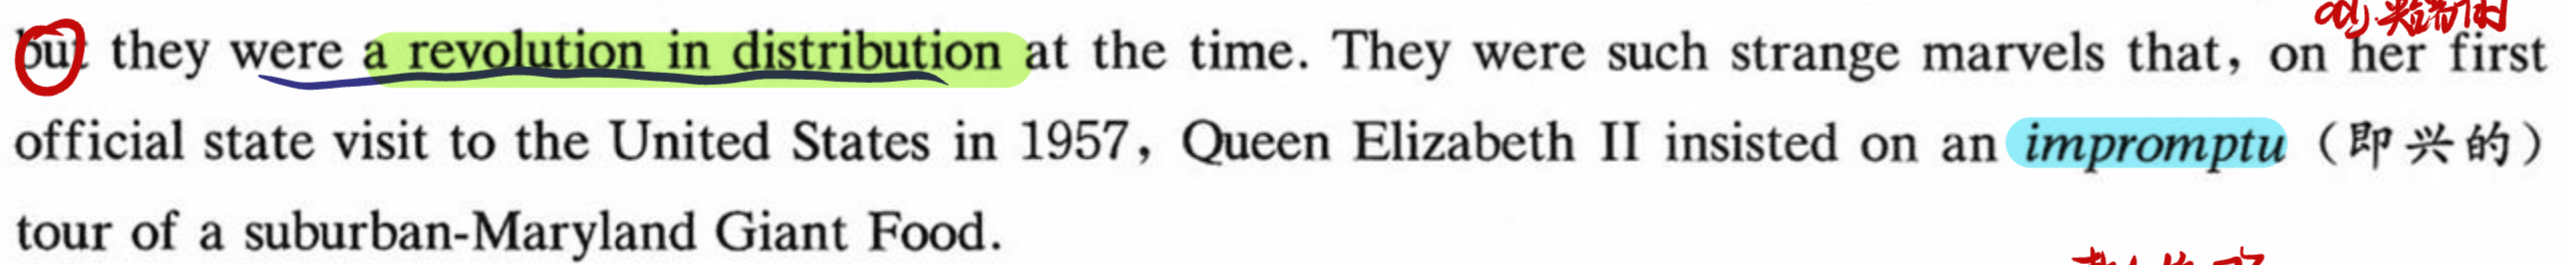 but they were a revolution in distribution at the time. They were such strange marvels that, on her first
official state visit to the United States in 1957, Queen Elizabeth II insisted on an impromptu（即兴的）
tour of a suburban-Maryland Giant Food.